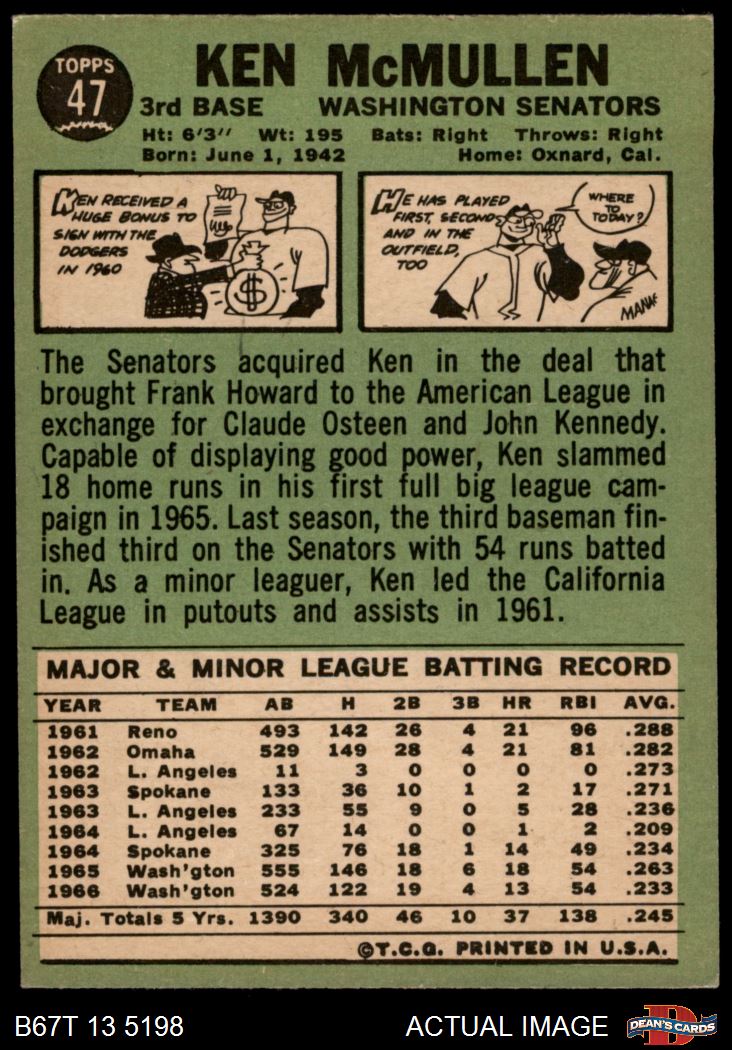 TOPPS
47
KEN McMULLEN
3rd BASE WASHINGTON SENATORS
Ht: 6'3" Wt: 195 Bats: Right Throws: Right
Born: June 1, 1942 Home: Oxnard, Cal.
KEN RECEIVED A
HUGE BONUS TO
SIGN WITH THE
DODGERS
IN 1960
$
HE HAS PLAYED
FIRST, SECOND,
AND IN THE
OUTFIELD,
TOO
WHERE
TO
TODAY?
The Senators acquired Ken in the deal that
brought Frank Howard to the American League in
exchange for Claude Osteen and John Kennedy.
Capable of displaying good power, Ken slammed
18 home runs in his first full big league cam-
paign in 1965. Last season, the third baseman fin-
ished third on the Senators with 54 runs batted
in. As a minor leaguer, Ken led the California
League in putouts and assists in 1961.
MAJOR & MINOR LEAGUE BATTING RECORD
YEAR TEAM AB H 2B 3B HR RBI AVG.
1961 Reno 493 142 26 4 21 96 .288
1962 Omaha 529 149 28 4 21 81 .282
1962 L. Angeles 11 3 0 0 0 0 .273
1963 Spokane 133 36 10 1 2 17 .271
1963 L. Angeles 233 55 9 0 5 28 .236
1964 L. Angeles 67 14 0 0 1 2 .209
1964 Spokane 325 76 18 1 14 49 .234
1965 Wash'gton 555 146 18 6 18 54 .263
1966 Wash'gton 524 122 19 4 13 54 .233
Maj. Totals 5 Yrs. 1390 340 46 10 37 138 .245
©T.C.G. PRINTED IN U.S.A.
B67T 13 5198 ACTUAL IMAGE
D
DEAN'S CARDS